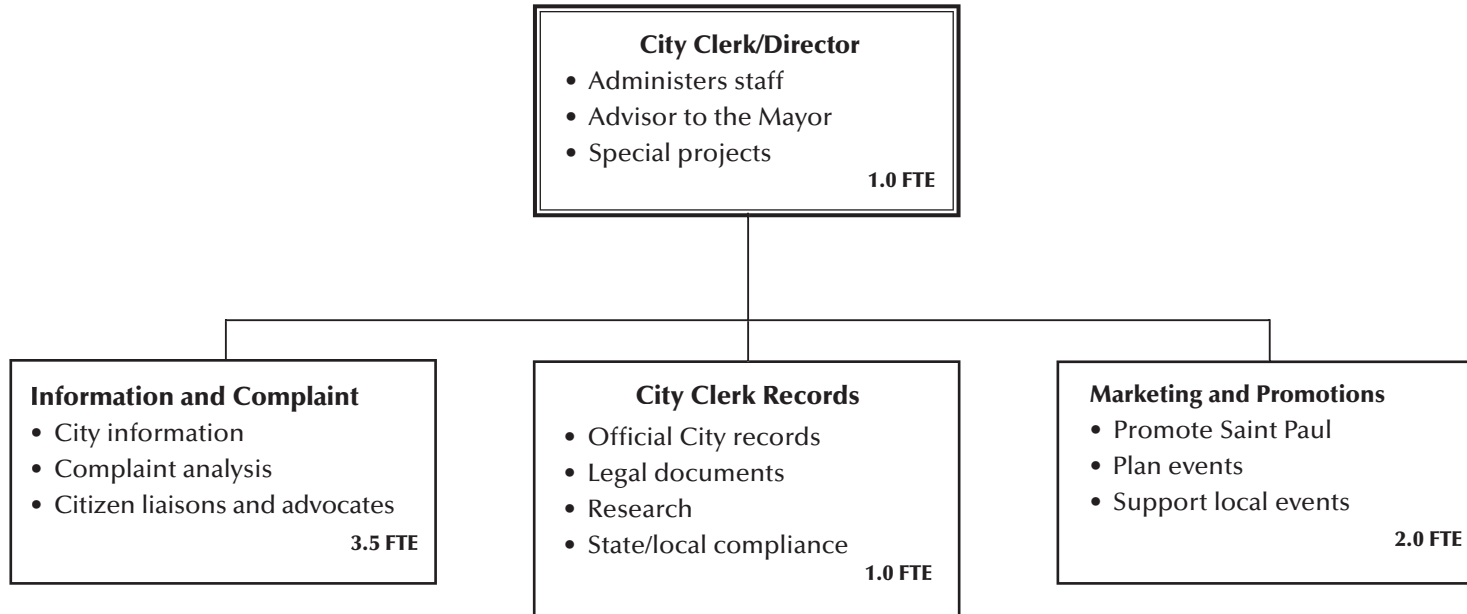 City Clerk/Director
• Administers staff
• Advisor to the Mayor
• Special projects
1.0 FTE
Information and Complaint
• City information
• Complaint analysis
• Citizen liaisons and advocates
3.5 FTE
City Clerk Records
• Official City records
• Legal documents
• Research
• State/local compliance
1.0 FTE
Marketing and Promotions
• Promote Saint Paul
• Plan events
• Support local events
2.0 FTE